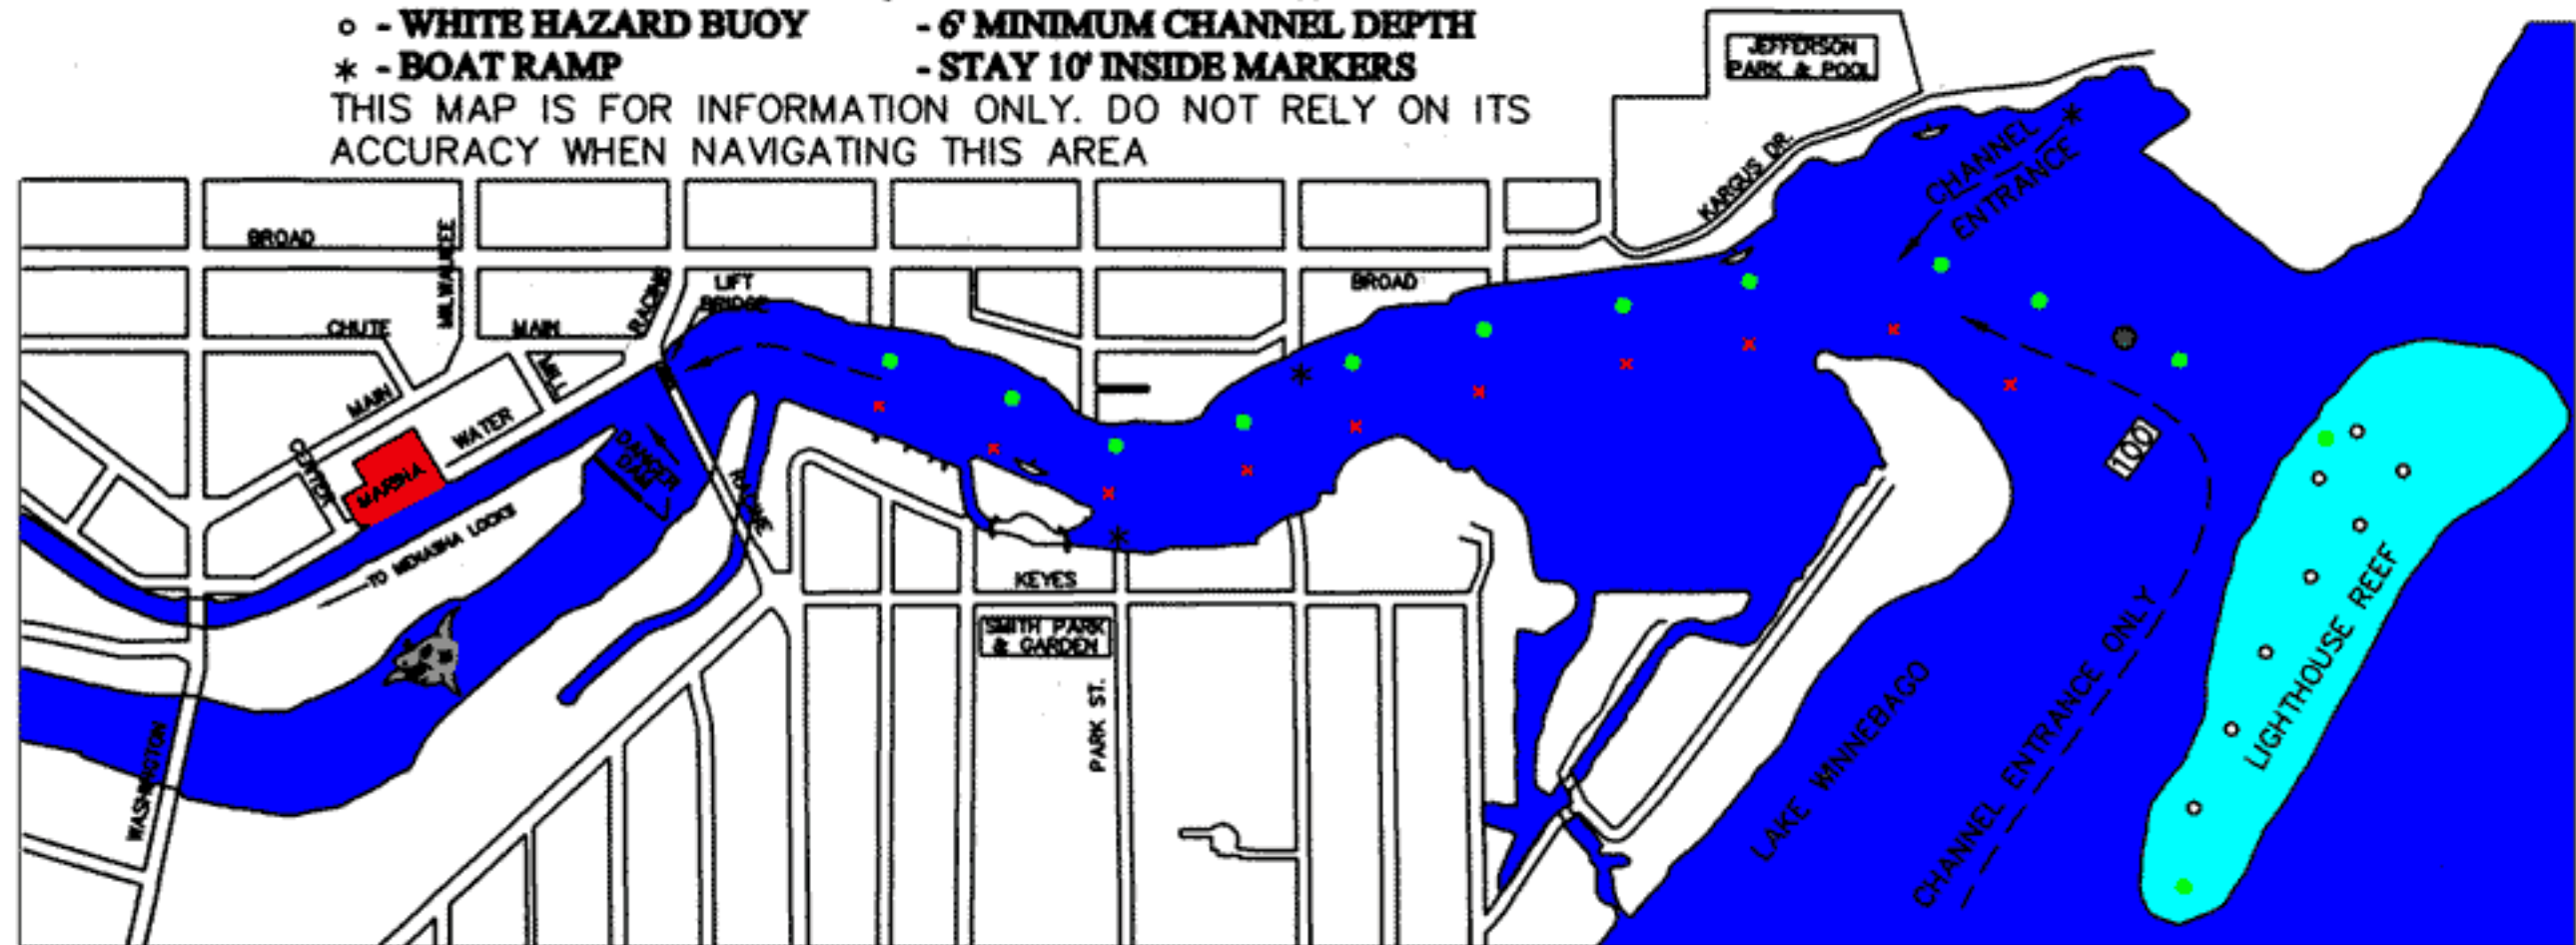 o - WHITE HAZARD BUOY - 6' MINIMUM CHANNEL DEPTH
* - BOAT RAMP - STAY 10' INSIDE MARKERS
THIS MAP IS FOR INFORMATION ONLY. DO NOT RELY ON ITS
ACCURACY WHEN NAVIGATING THIS AREA
JEFFERSON
PARK & POOL
KARGUS DR.
CHANNEL
ENTRANCE
BROAD
MILWAUKEE
RACINE
LIFT
BRIDGE
BROAD
CHUTE
MAIN
MILL
MAIN
WATER
CENTER
MARINA
DANGER
DAM
RACINE
TO MENASHA LOCKS
100
KEYES
SMITH PARK
& GARDEN
PARK ST.
WASHINGTON
LAKE WINNEBAGO
CHANNEL ENTRANCE ONLY
LIGHTHOUSE REEF